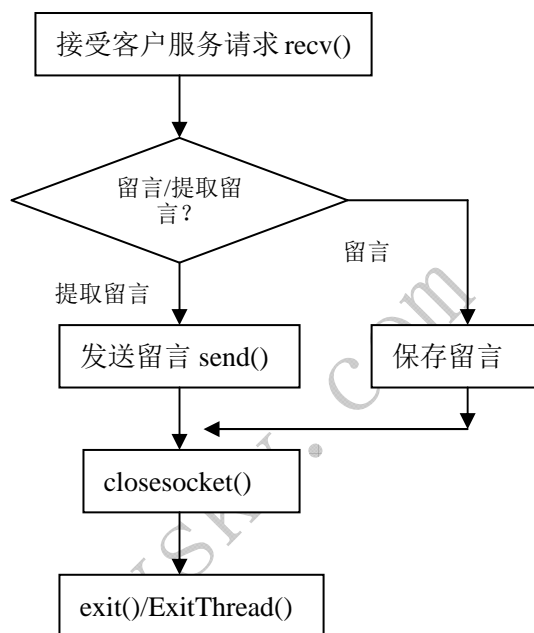 接受客户服务请求 recv()
留言/提取留
言？
留言
提取留言
发送留言 send()
保存留言
closesocket()
exit()/ExitThread()